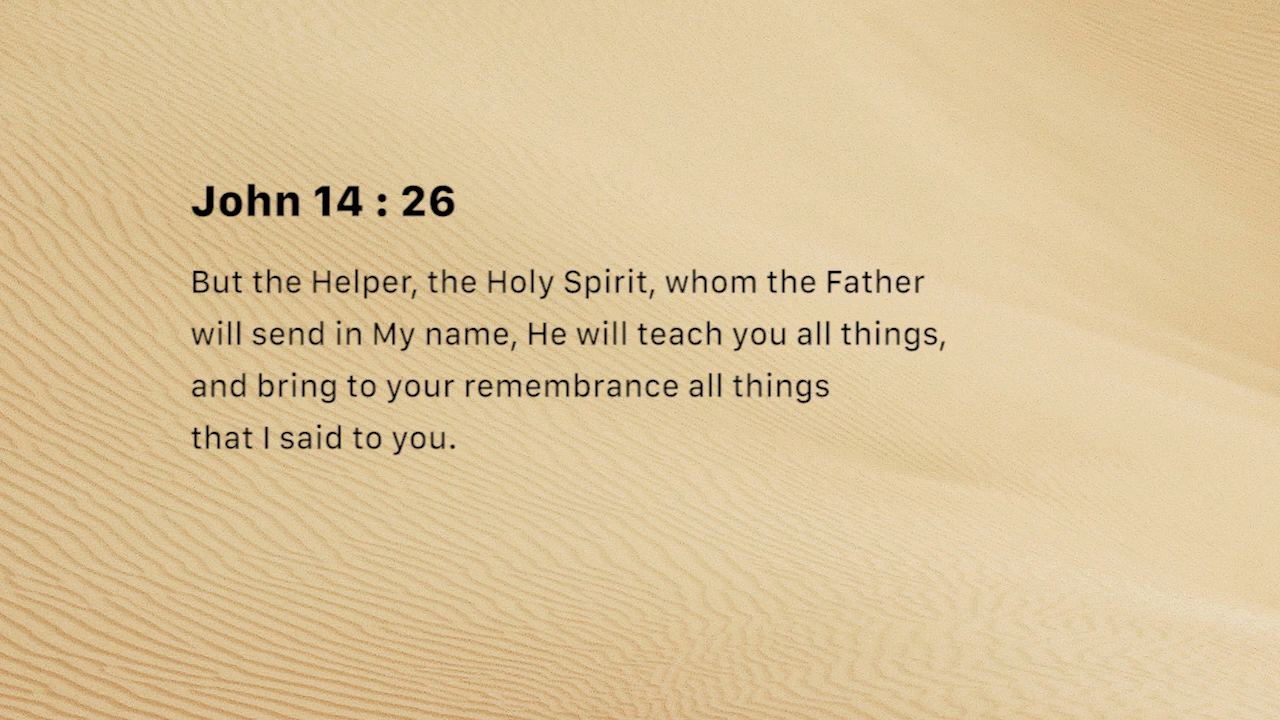 John 14 : 26
But the Helper, the Holy Spirit, whom the Father
will send in My name, He will teach you all things,
and bring to your remembrance all things
that I said to you.